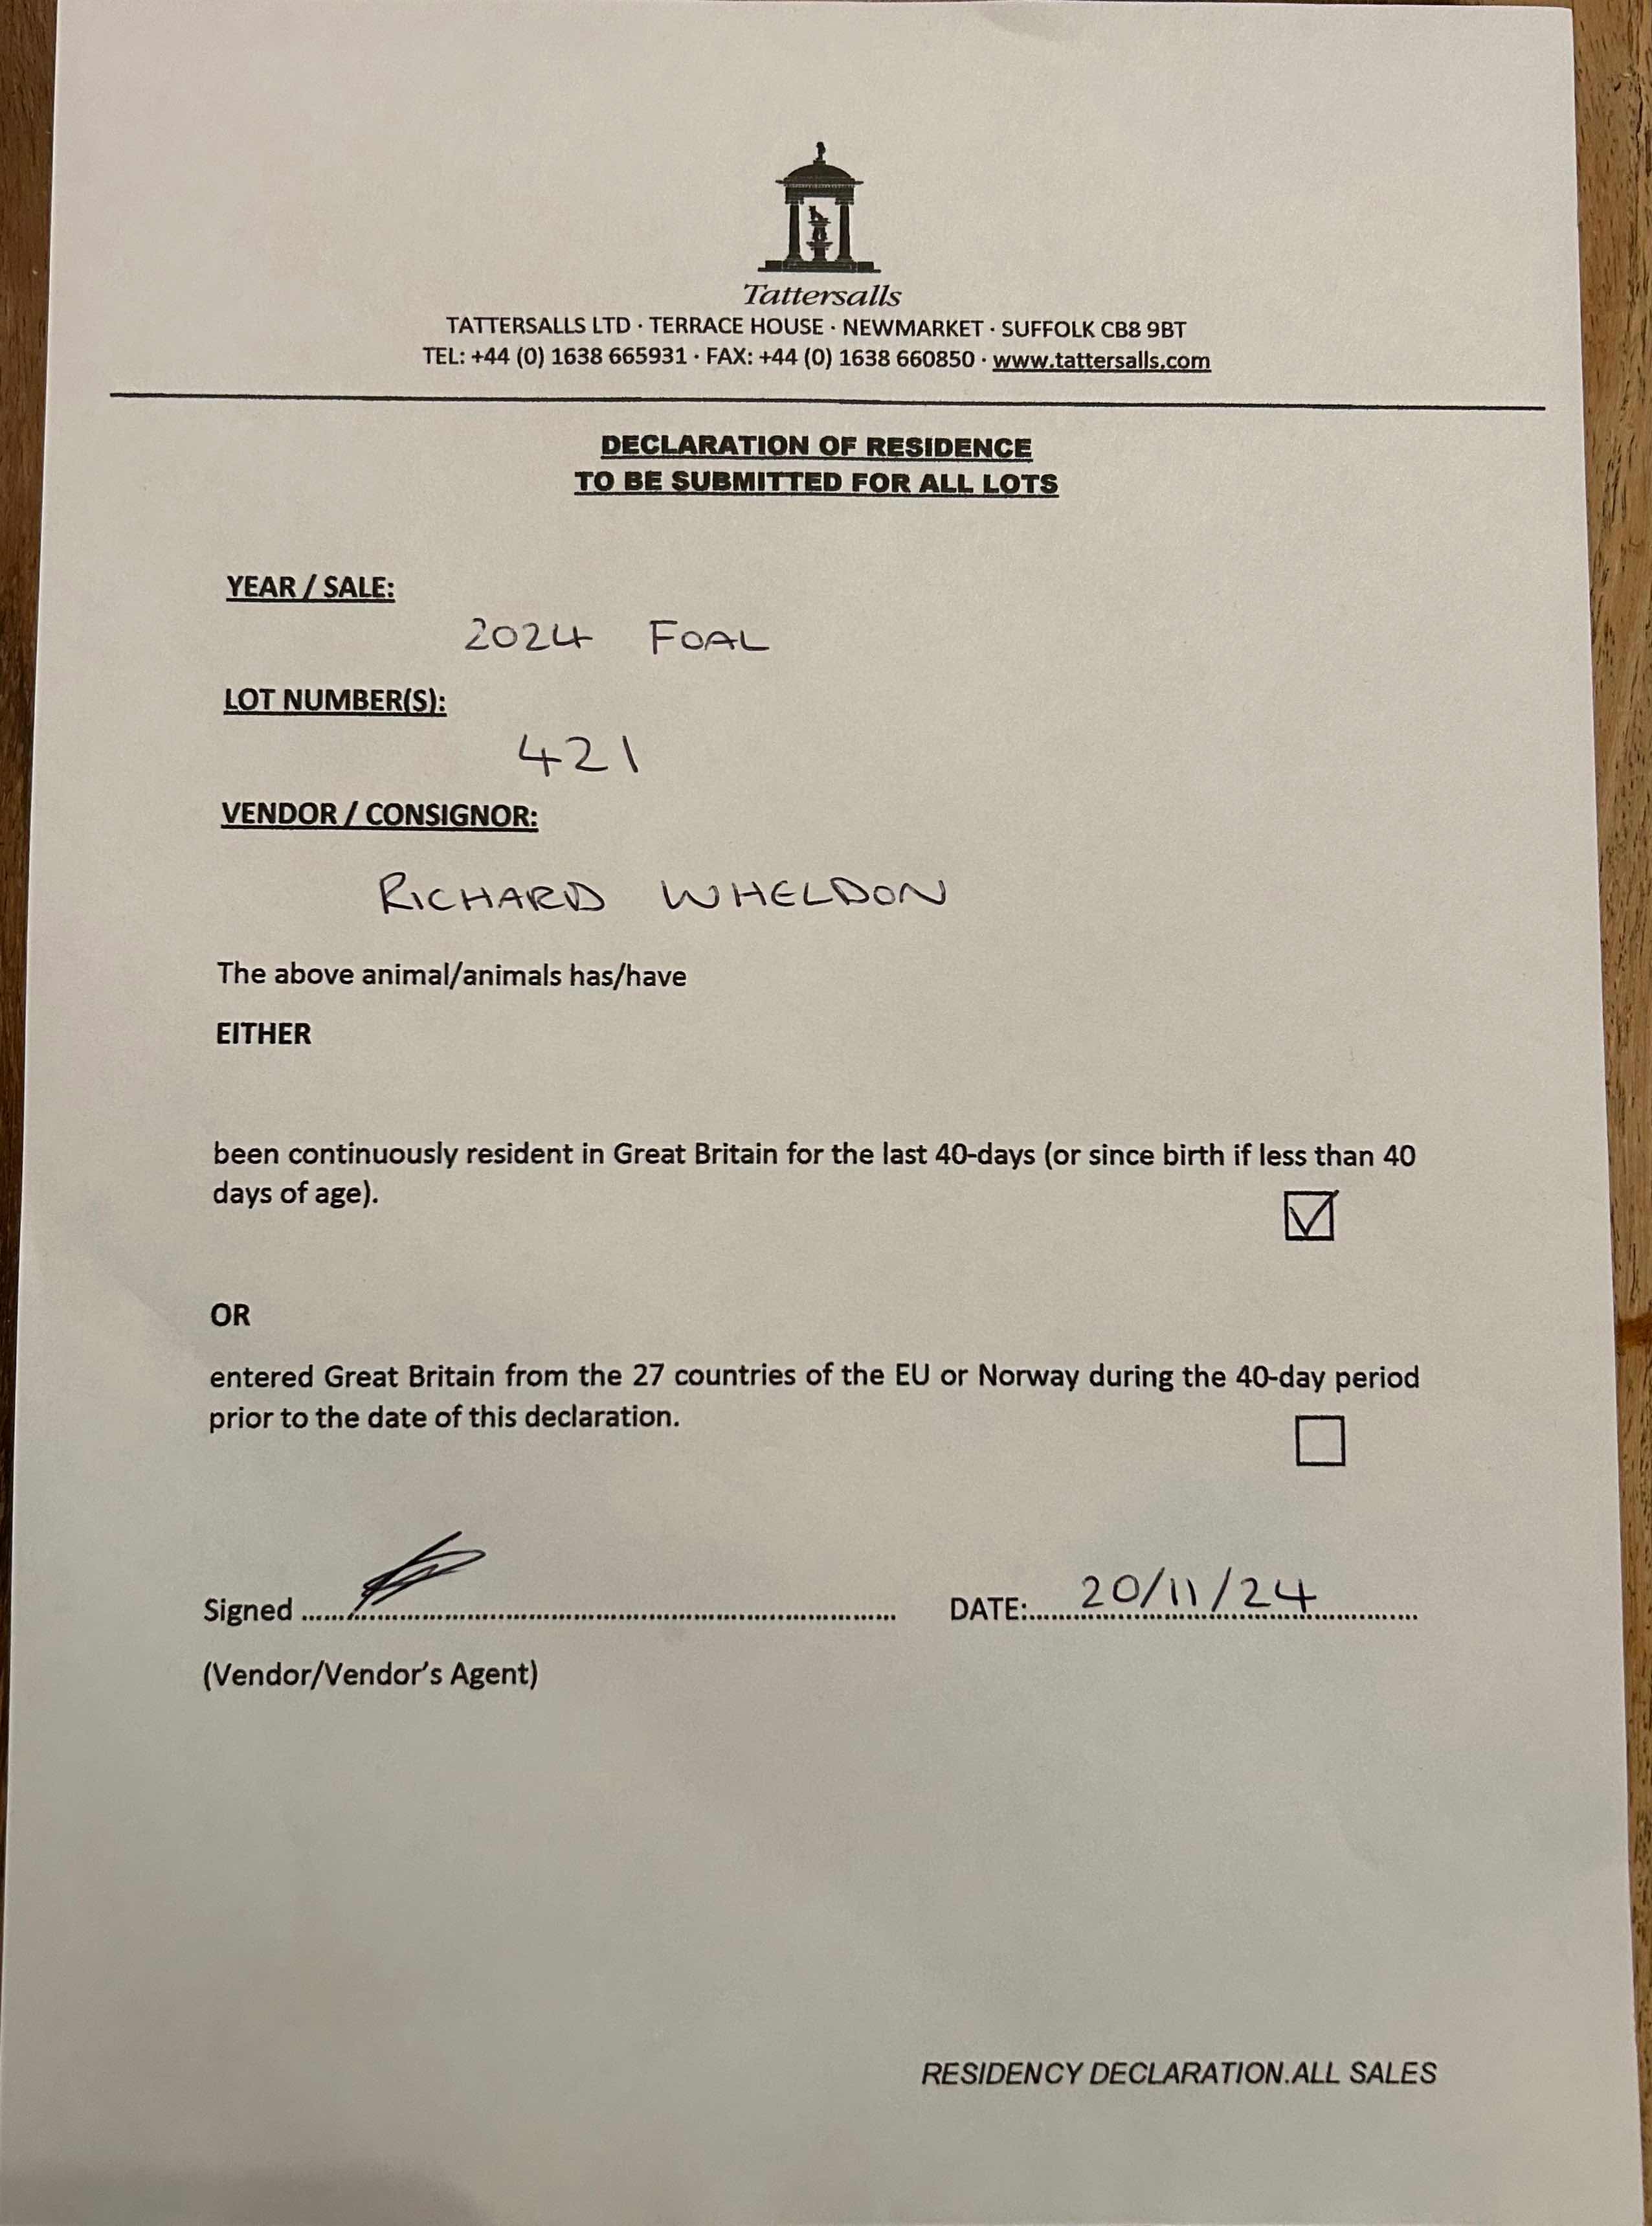 Tattersalls
TATTERSALLS LTD · TERRACE HOUSE · NEWMARKET · SUFFOLK CB8 9BT
TEL: +44 (0) 1638 665931 · FAX: +44 (0) 1638 660850 · www.tattersalls.com
DECLARATION OF RESIDENCE
TO BE SUBMITTED FOR ALL LOTS
YEAR / SALE:
2024 FOAL
LOT NUMBER(S):
421
VENDOR / CONSIGNOR:
RICHARD WHELDON
The above animal/animals has/have
EITHER
been continuously resident in Great Britain for the last 40-days (or since birth if less than 40
days of age).
OR
entered Great Britain from the 27 countries of the EU or Norway during the 40-day period
prior to the date of this declaration.
Signed ........ DATE: 20/11/24
(Vendor/Vendor's Agent)
RESIDENCY DECLARATION.ALL SALES